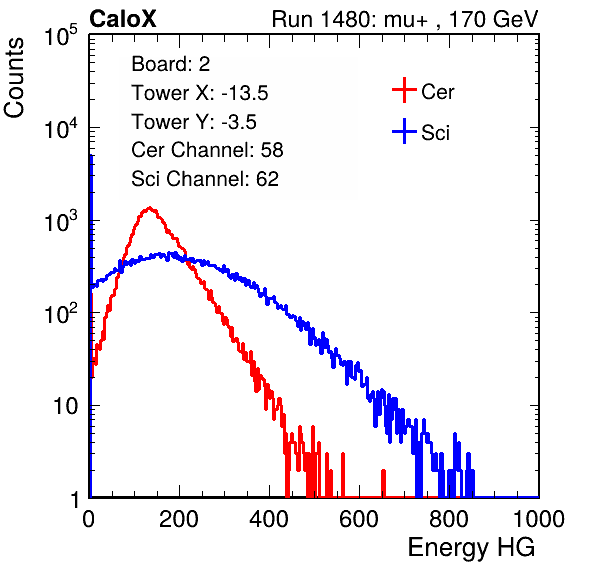 CaloX Run 1480: mu+ , 170 GeV
Counts
10^5
10^4
10^3
10^2
10
1
Board: 2
Tower X: -13.5
Tower Y: -3.5
Cer Channel: 58
Sci Channel: 62
Cer
Sci
0 200 400 600 800 1000
Energy HG